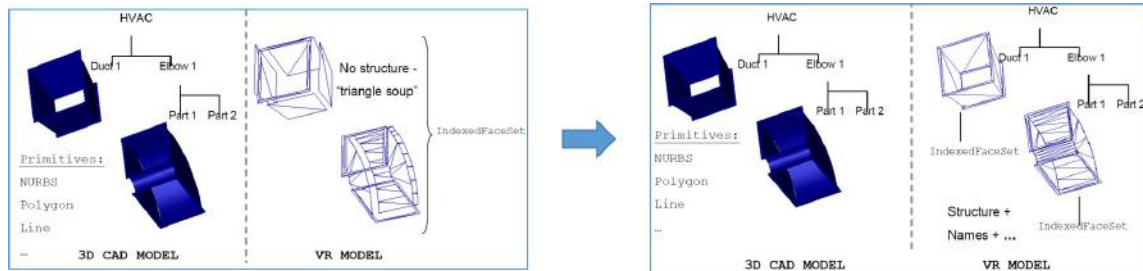 HVAC
Duct 1
Elbow 1
Part 1
Part 2
Primitives:
NURBS
Polygon
Line
…
3D CAD MODEL
No structure -
“triangle soup”
IndexedFaceSet
VR MODEL
HVAC
Duct 1
Elbow 1
Part 1
Part 2
Primitives:
NURBS
Polygon
Line
…
3D CAD MODEL
HVAC
Duct 1
Elbow 1
Part 1
Part 2
IndexedFaceSet
IndexedFaceSet
Structure +
Names + ...
VR MODEL